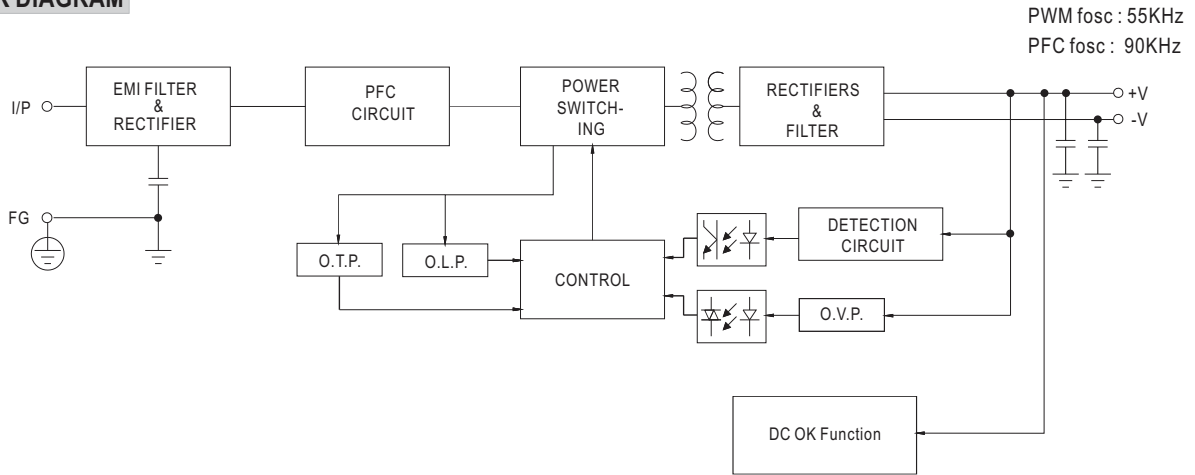 DIAGRAM
PWM fosc : 55KHz
PFC fosc : 90KHz
I/P
EMI FILTER
&
RECTIFIER
PFC
CIRCUIT
POWER
SWITCH-
ING
RECTIFIERS
&
FILTER
+V
-V
FG
O.T.P.
O.L.P.
CONTROL
DETECTION
CIRCUIT
O.V.P.
DC OK Function